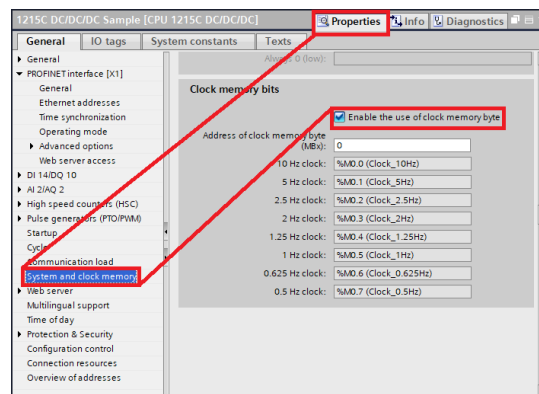 1215C DC/DC/DC Sample [CPU 1215C DC/DC/DC]
Properties
Info
Diagnostics
General
IO tags
System constants
Texts
General
PROFINET interface [X1]
General
Ethernet addresses
Time synchronization
Operating mode
Advanced options
Web server access
DI 14/DQ 10
AI 2/AQ 2
High speed counters (HSC)
Pulse generators (PTO/PWM)
Startup
Cycle
Communication load
System and clock memory
Web server
Multilingual support
Time of day
Protection & Security
Configuration control
Connection resources
Overview of addresses
Always 0 (low):
Clock memory bits
Enable the use of clock memory byte
Address of clock memory byte
(MBx): 0
10 Hz clock: %M0.0 (Clock_10Hz)
5 Hz clock: %M0.1 (Clock_5Hz)
2.5 Hz clock: %M0.2 (Clock_2.5Hz)
2 Hz clock: %M0.3 (Clock_2Hz)
1.25 Hz clock: %M0.4 (Clock_1.25Hz)
1 Hz clock: %M0.5 (Clock_1Hz)
0.625 Hz clock: %M0.6 (Clock_0.625Hz)
0.5 Hz clock: %M0.7 (Clock_0.5Hz)